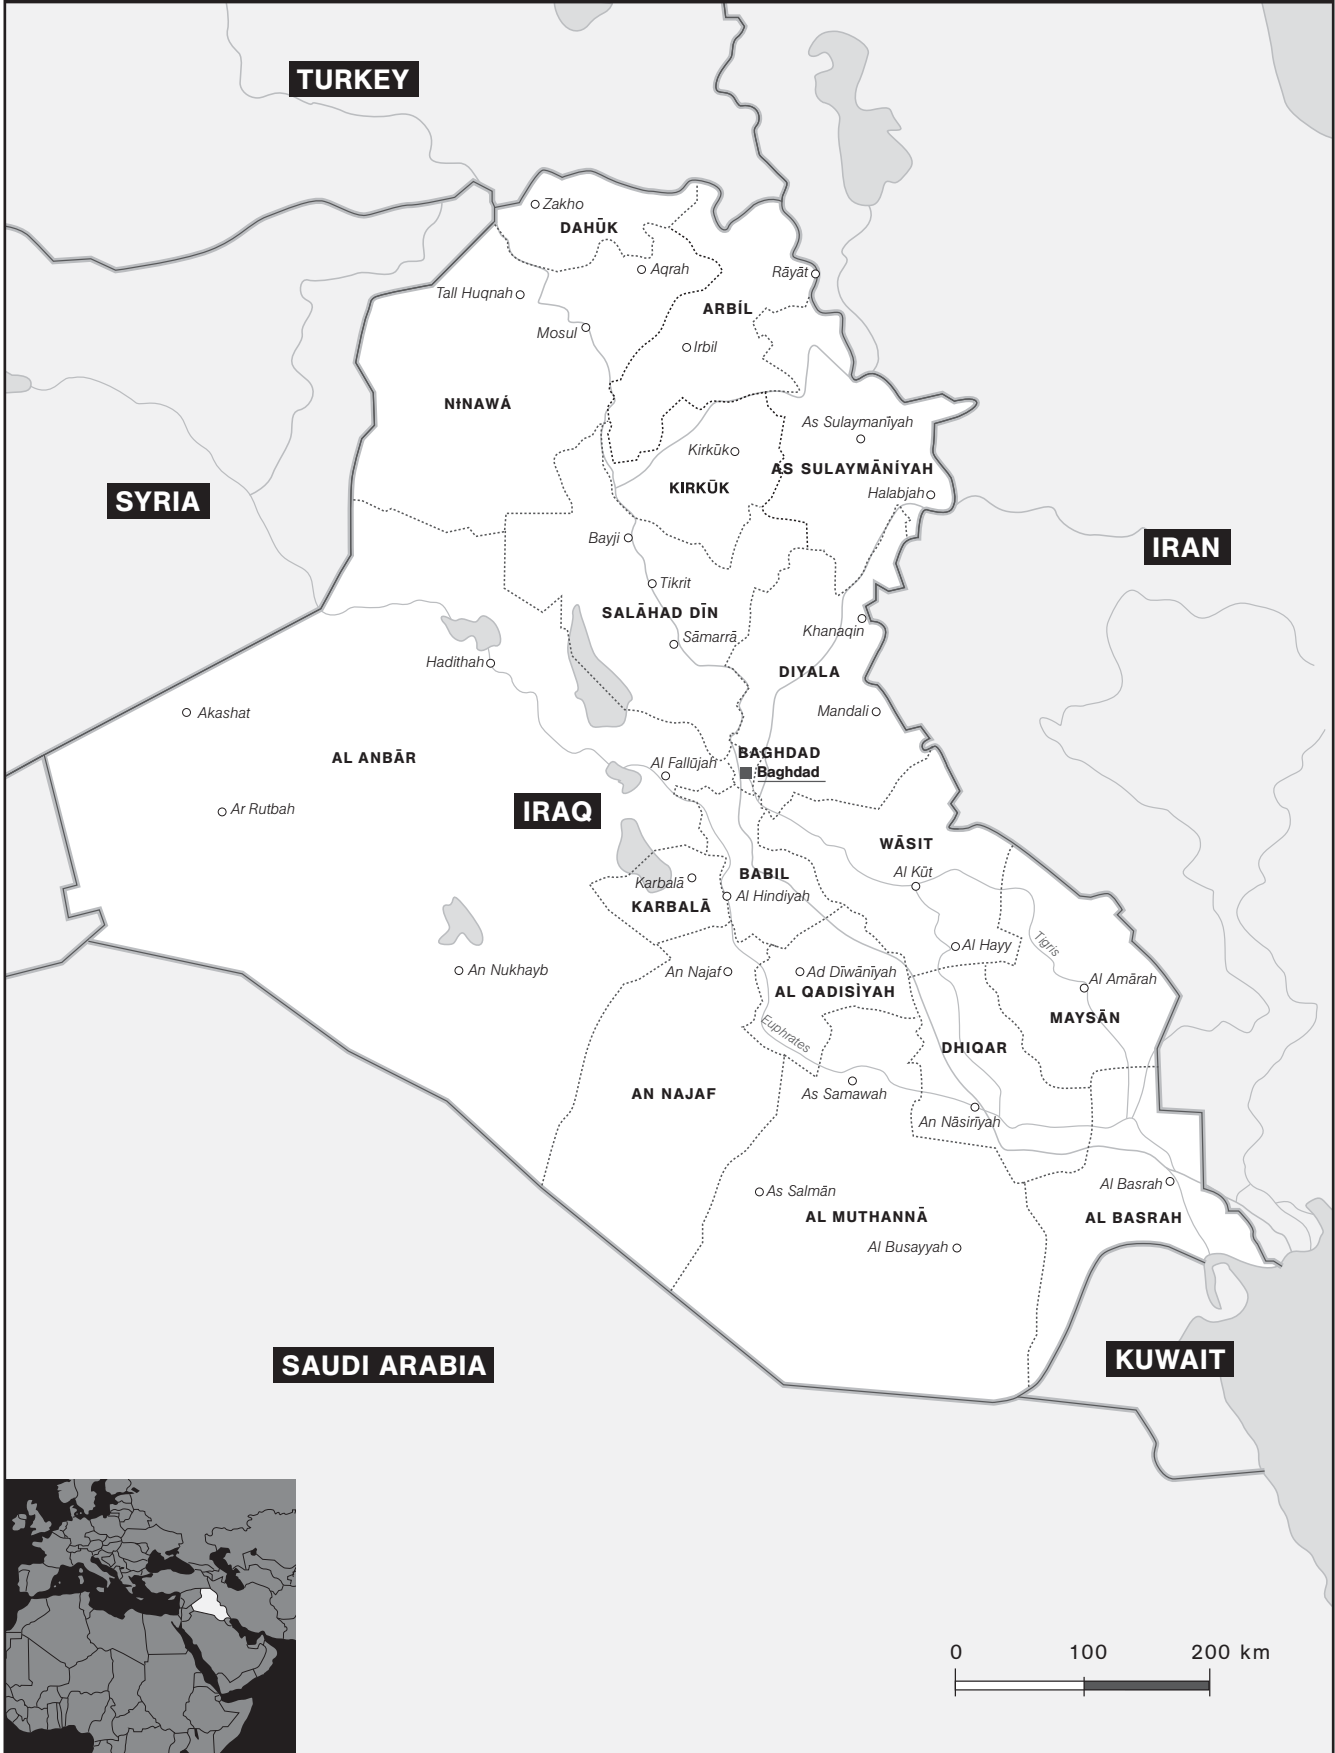 TURKEY
Zakho
DAHŪK
Aqrah
Rāyāt
Tall Huqnah
ARBÍL
Mosul
Irbil
NINAWÁ
As Sulaymanīyah
Kirkūk
AS SULAYMĀNÍYAH
KIRKŪK
Halabjah
SYRIA
Bayji
IRAN
Tikrit
SALĀHAD DĪN
Khanaqin
Sāmarrā
Hadithah
DIYALA
Akashat
Mandali
AL ANBĀR
BAGHDAD
Al Fallūjah
Baghdad
Ar Rutbah
IRAQ
WĀSIT
Al Kūt
BABIL
Karbalā
Al Hindiyah
KARBALĀ
Tigris
Al Hayy
An Nukhayb
An Najaf
Ad Dīwānīyah
Al Amārah
AL QADISÌYAH
MAYSĀN
Euphrates
DHIQAR
AN NAJAF
As Samawah
An Nāsirīyah
Al Basrah
As Salmān
AL MUTHANNĀ
AL BASRAH
Al Busayyah
SAUDI ARABIA
KUWAIT
0 100 200 km